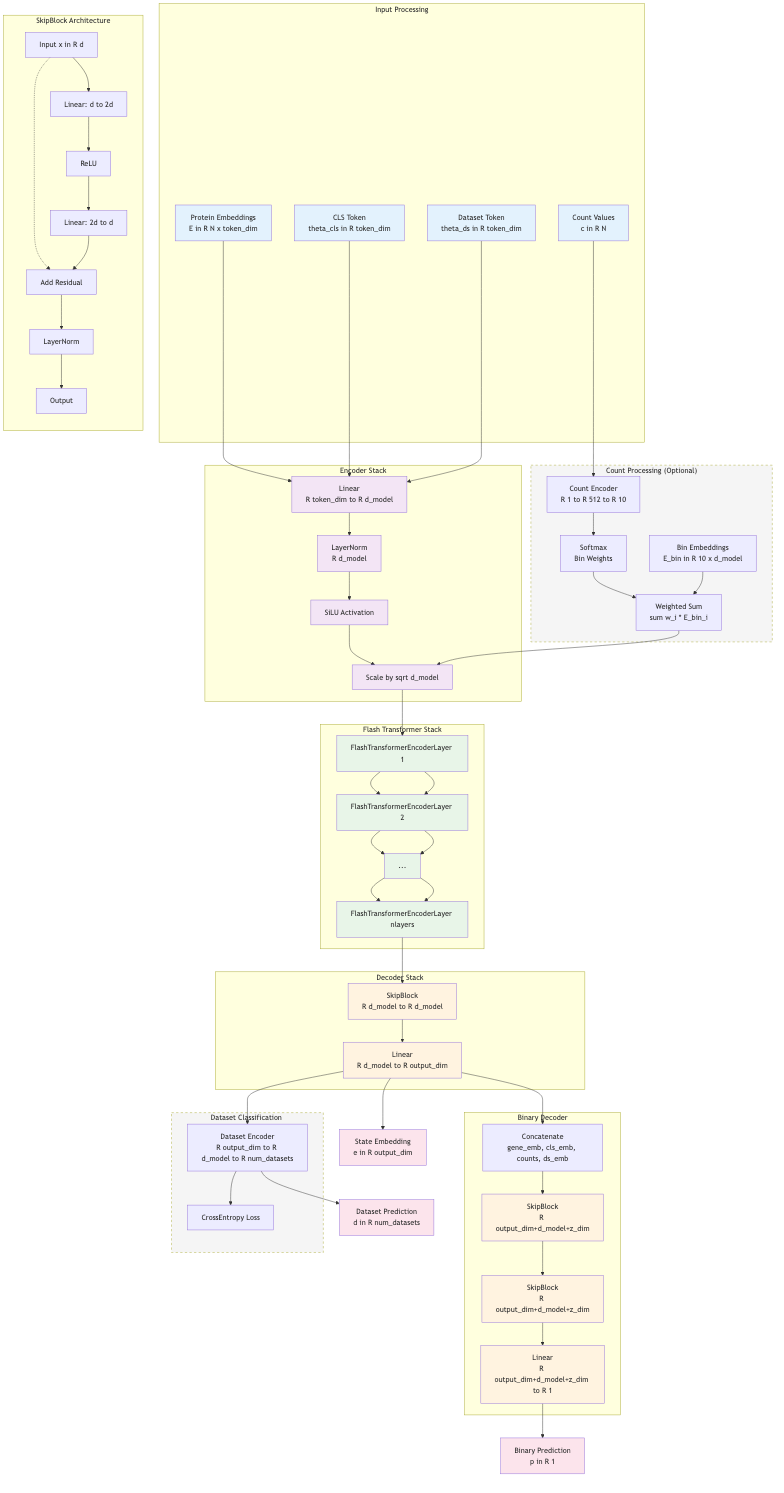 SkipBlock Architecture
Input x in R d
Linear: d to 2d
ReLU
Linear: 2d to d
Add Residual
LayerNorm
Output
Input Processing
Protein Embeddings
E in R N x token_dim
CLS Token
theta_cls in R token_dim
Dataset Token
theta_ds in R token_dim
Count Values
c in R N
Encoder Stack
Linear
R token_dim to R d_model
LayerNorm
R d_model
SiLU Activation
Scale by sqrt d_model
Count Processing (Optional)
Count Encoder
R 1 to R 512 to R 10
Softmax
Bin Weights
Bin Embeddings
E_bin in R 10 x d_model
Weighted Sum
sum w_i * E_bin_i
Flash Transformer Stack
FlashTransformerEncoderLayer
1
FlashTransformerEncoderLayer
2
...
FlashTransformerEncoderLayer
nlayers
Decoder Stack
SkipBlock
R d_model to R d_model
Linear
R d_model to R output_dim
Dataset Classification
Dataset Encoder
R output_dim to R
d_model to R num_datasets
CrossEntropy Loss
State Embedding
e in R output_dim
Dataset Prediction
d in R num_datasets
Binary Decoder
Concatenate
gene_emb, cls_emb,
counts, ds_emb
SkipBlock
R
output_dim+d_model+z_dim
SkipBlock
R
output_dim+d_model+z_dim
Linear
R
output_dim+d_model+z_dim
to R 1
Binary Prediction
p in R 1